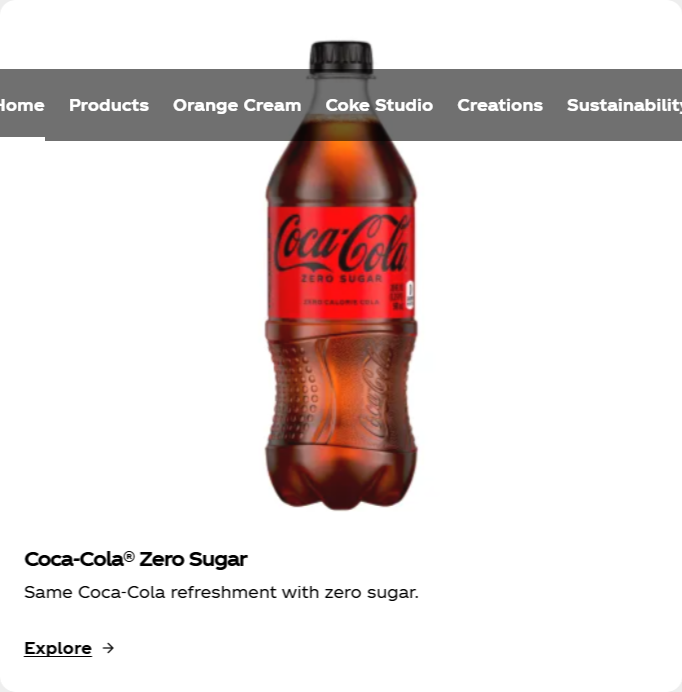 Home Products Orange Cream Coke Studio Creations Sustainability
Coca-Cola
ZERO SUGAR
ZERO CALORIE COLA
Coca-Cola
Coca-Cola® Zero Sugar
Same Coca-Cola refreshment with zero sugar.
Explore →